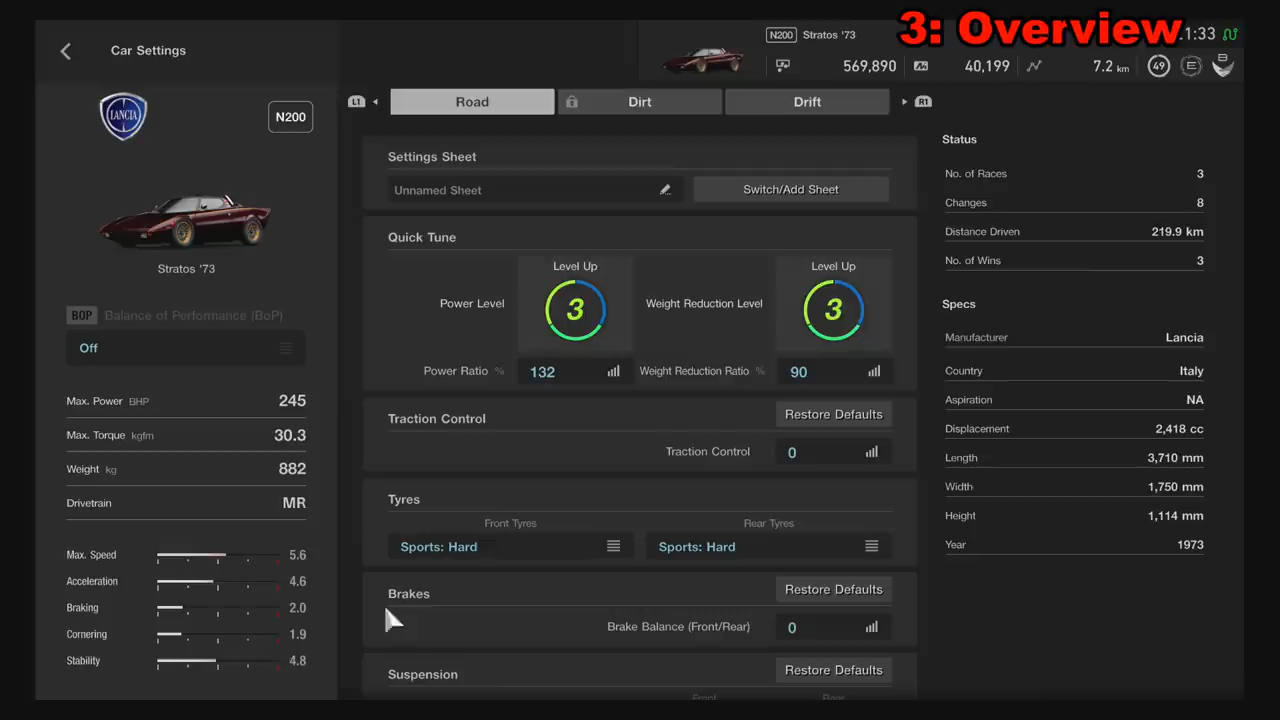 3: Overview
Car Settings
N200 Stratos '73 1:33
569,890 40,199 7.2 km 49 E B
LANCIA
N200
L1 Road Dirt Drift R1
Stratos '73
BOP Balance of Performance (BoP)
Off
Max. Power BHP 245
Max. Torque kgfm 30.3
Weight kg 882
Drivetrain MR
Max. Speed 5.6
Acceleration 4.6
Braking 2.0
Cornering 1.9
Stability 4.8
Settings Sheet
Unnamed Sheet Switch/Add Sheet
Quick Tune
Level Up Level Up
Power Level 3 Weight Reduction Level 3
Power Ratio % 132 Weight Reduction Ratio % 90
Traction Control Restore Defaults
Traction Control 0
Tyres
Front Tyres Rear Tyres
Sports: Hard Sports: Hard
Brakes Restore Defaults
Brake Balance (Front/Rear) 0
Suspension Restore Defaults
Front Rear
Status
No. of Races 3
Changes 8
Distance Driven 219.9 km
No. of Wins 3
Specs
Manufacturer Lancia
Country Italy
Aspiration NA
Displacement 2,418 cc
Length 3,710 mm
Width 1,750 mm
Height 1,114 mm
Year 1973